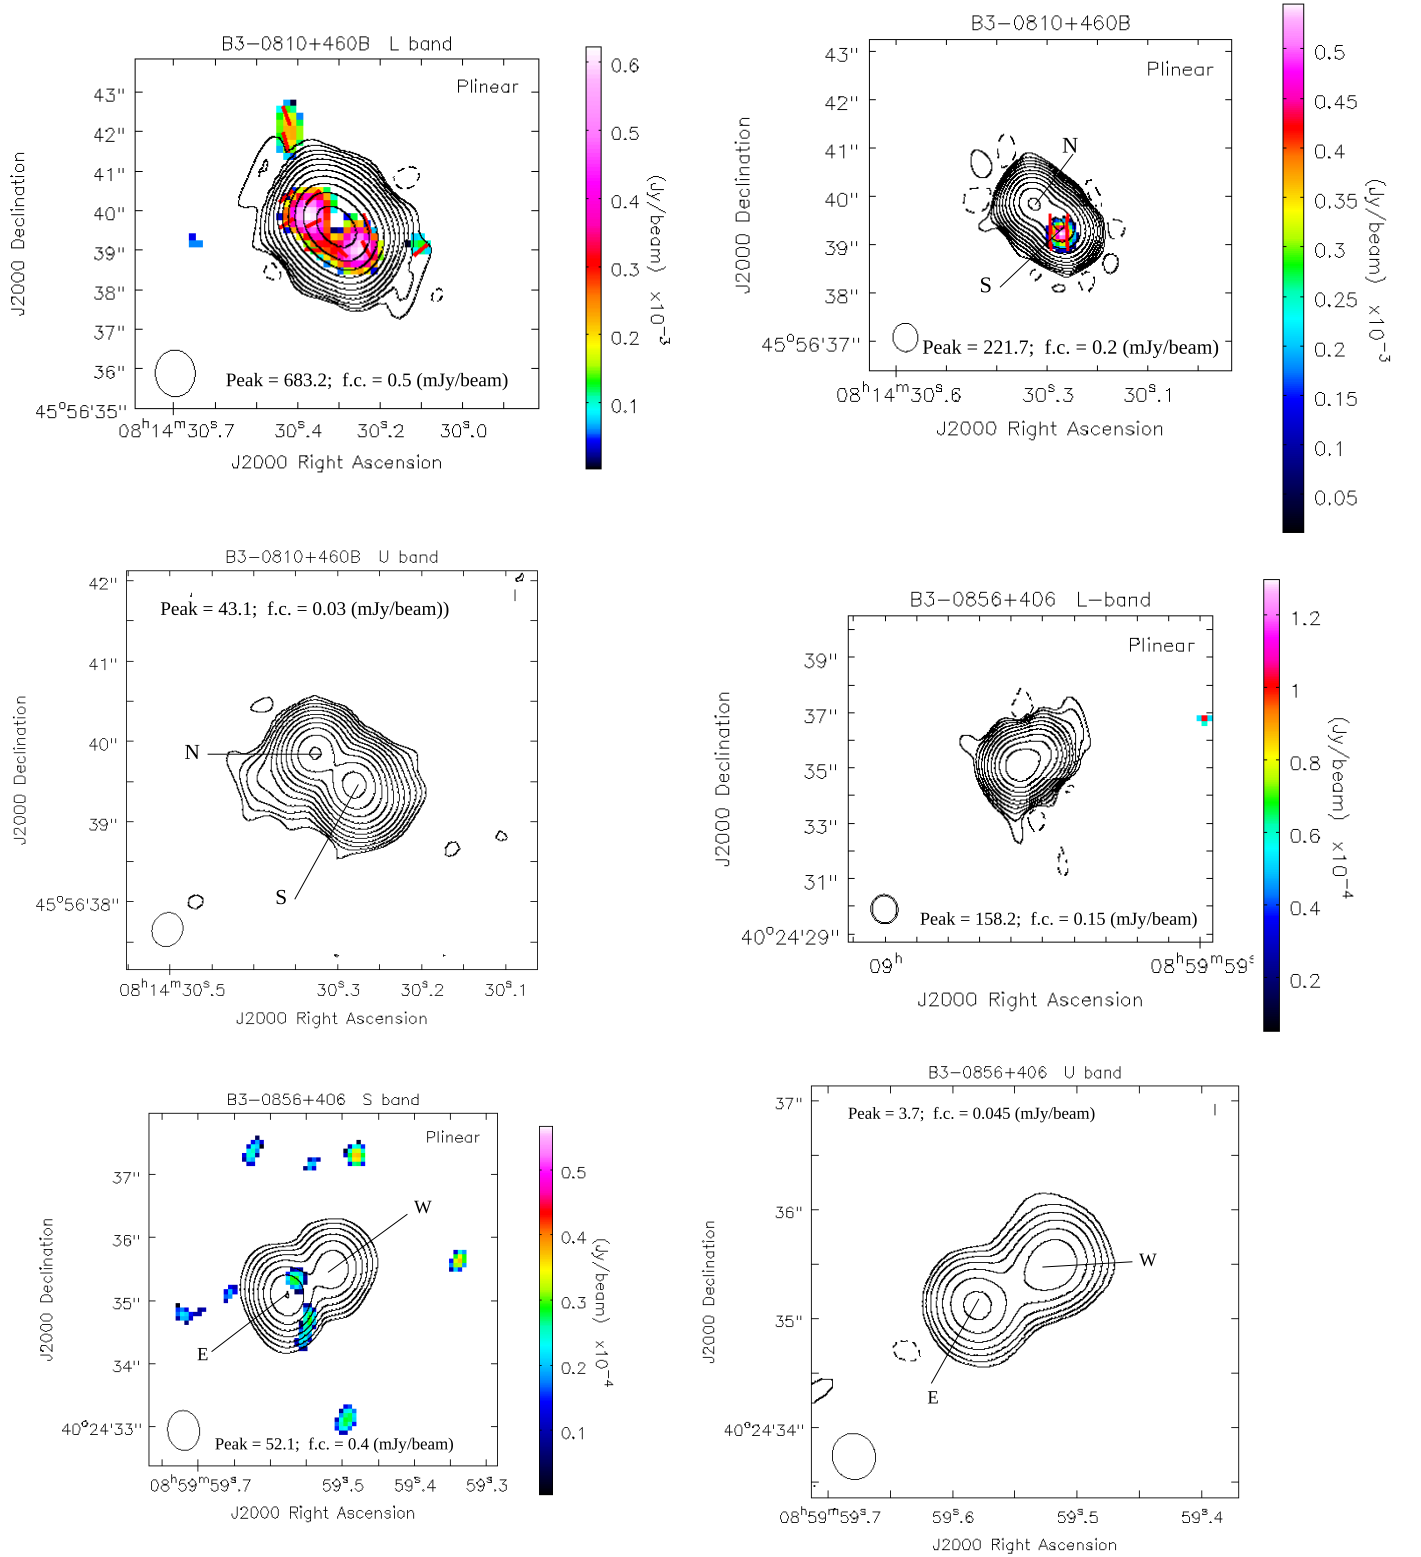 B3-0810+460B L band
Plinear
43"
42"
41"
40"
39"
38"
37"
36"
45°56'35"
J2000 Declination
Peak = 683.2; f.c. = 0.5 (mJy/beam)
08ʰ14ᵐ30ˢ.7
30ˢ.4
30ˢ.2
30ˢ.0
J2000 Right Ascension
0.6
0.5
0.4
0.3
0.2
0.1
(Jy/beam) x10⁻³
B3-0810+460B
Plinear
43"
42"
41"
40"
39"
38"
45°56'37"
J2000 Declination
N
S
Peak = 221.7; f.c. = 0.2 (mJy/beam)
08ʰ14ᵐ30ˢ.6
30ˢ.3
30ˢ.1
J2000 Right Ascension
0.5
0.45
0.4
0.35
0.3
0.25
0.2
0.15
0.1
0.05
(Jy/beam) x10⁻³
B3-0810+460B U band
Peak = 43.1; f.c. = 0.03 (mJy/beam))
42"
41"
40"
39"
45°56'38"
J2000 Declination
N
S
08ʰ14ᵐ30ˢ.5
30ˢ.3
30ˢ.2
30ˢ.1
J2000 Right Ascension
B3-0856+406 L-band
Plinear
39"
37"
35"
33"
31"
40°24'29"
J2000 Declination
Peak = 158.2; f.c. = 0.15 (mJy/beam)
09ʰ
08ʰ59ᵐ59ˢ
J2000 Right Ascension
1.2
1
0.8
0.6
0.4
0.2
(Jy/beam) x10⁻⁴
B3-0856+406 S band
Plinear
37"
36"
35"
34"
40°24'33"
J2000 Declination
W
E
Peak = 52.1; f.c. = 0.4 (mJy/beam)
08ʰ59ᵐ59ˢ.7
59ˢ.5
59ˢ.4
59ˢ.3
J2000 Right Ascension
0.5
0.4
0.3
0.2
0.1
(Jy/beam) x10⁻⁴
B3-0856+406 U band
Peak = 3.7; f.c. = 0.045 (mJy/beam)
37"
36"
35"
40°24'34"
J2000 Declination
W
E
08ʰ59ᵐ59ˢ.7
59ˢ.6
59ˢ.5
59ˢ.4
J2000 Right Ascension